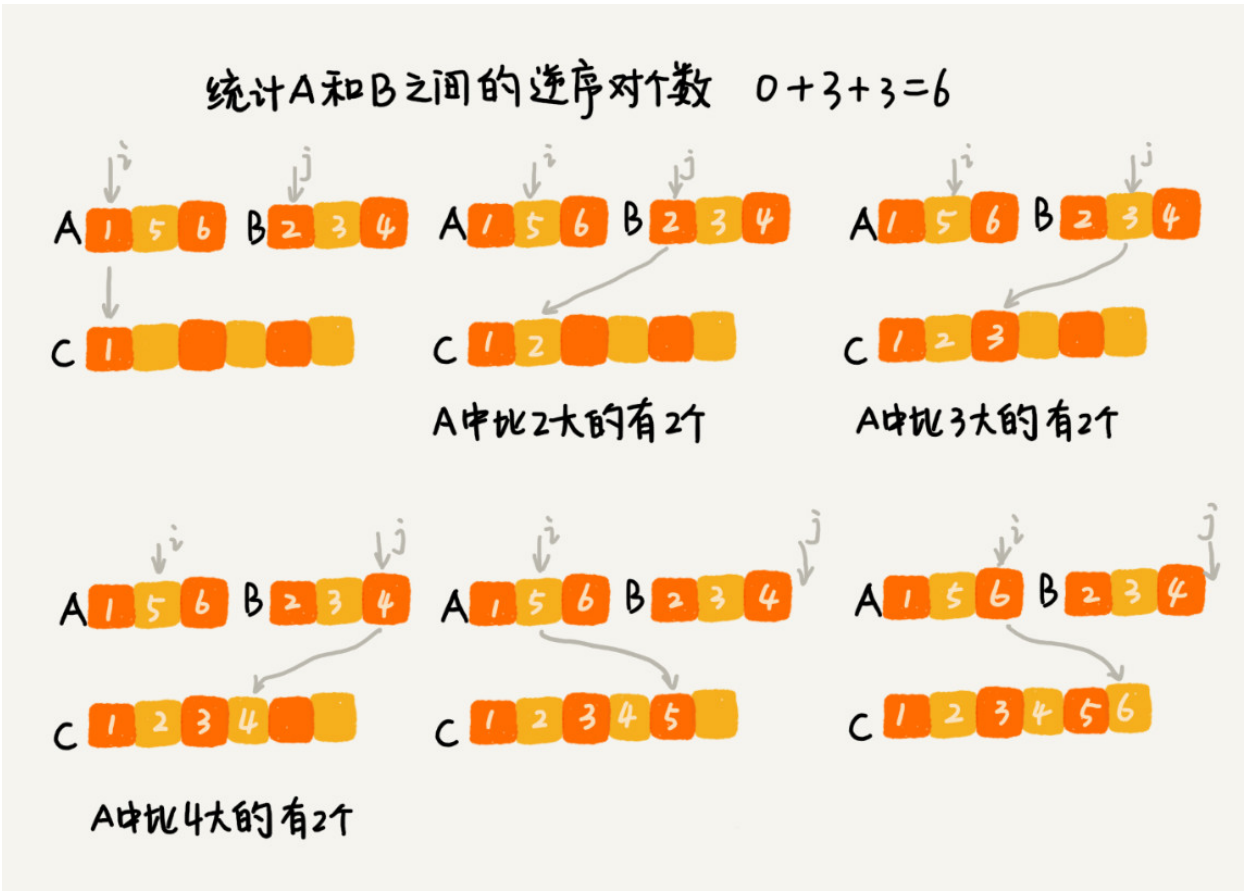 统计A和B之间的逆序对个数 0+3+3=6
i j i j i j
A 1 5 6 B 2 3 4 A 1 5 6 B 2 3 4 A 1 5 6 B 2 3 4
C 1 C 1 2 C 1 2 3
A中比2大的有2个 A中比3大的有2个
i j i j i j
A 1 5 6 B 2 3 4 A 1 5 6 B 2 3 4 A 1 5 6 B 2 3 4
C 1 2 3 4 C 1 2 3 4 5 C 1 2 3 4 5 6
A中比4大的有2个